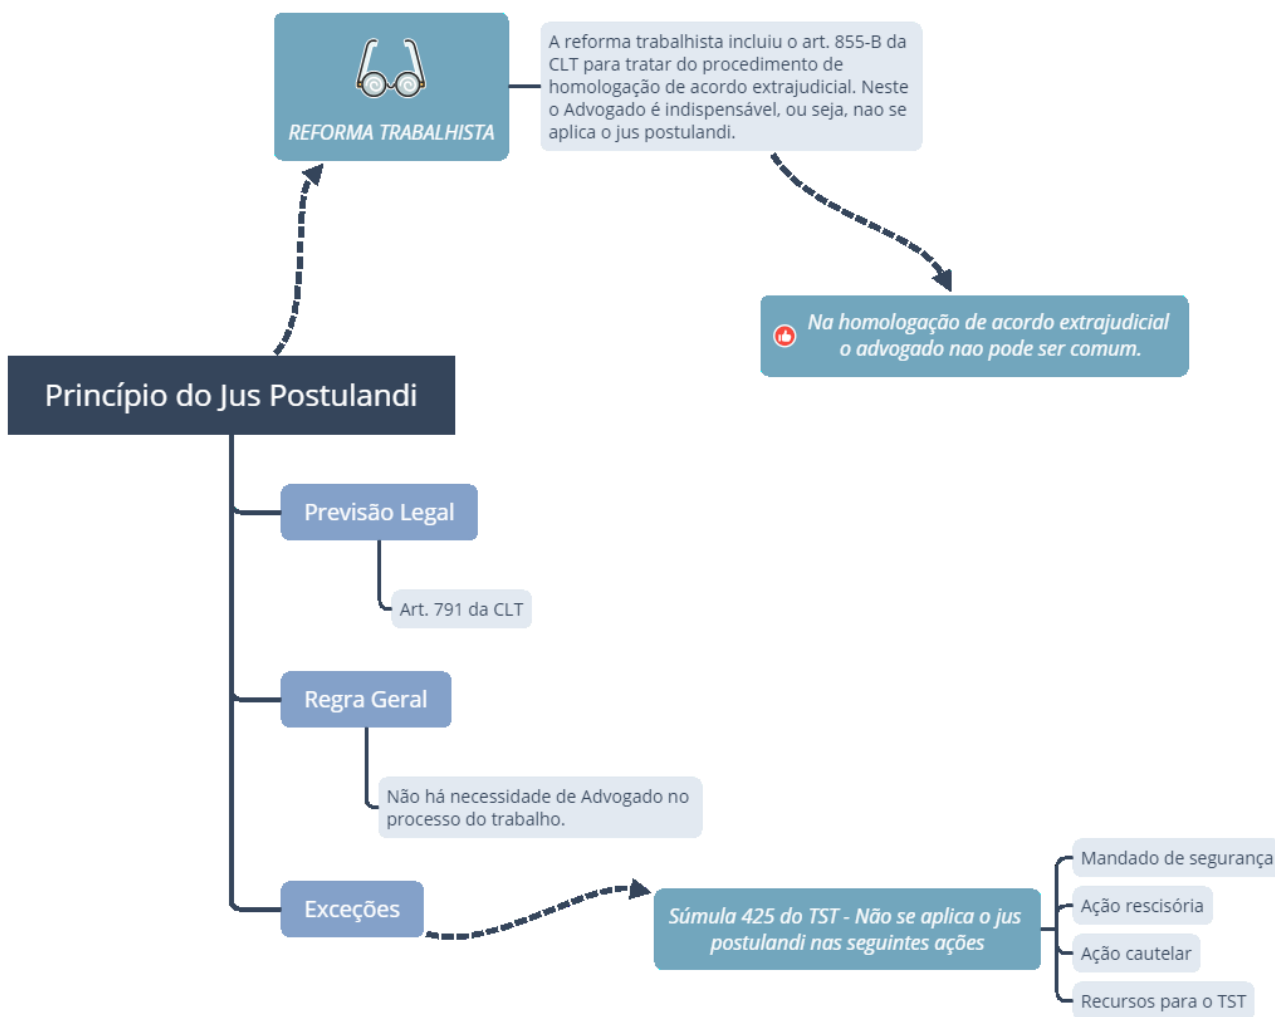 REFORMA TRABALHISTA
A reforma trabalhista incluiu o art. 855-B da
CLT para tratar do procedimento de
homologação de acordo extrajudicial. Neste
o Advogado é indispensável, ou seja, nao se
aplica o jus postulandi.
Na homologação de acordo extrajudicial
o advogado nao pode ser comum.
Princípio do Jus Postulandi
Previsão Legal
Art. 791 da CLT
Regra Geral
Não há necessidade de Advogado no
processo do trabalho.
Exceções
Súmula 425 do TST - Não se aplica o jus
postulandi nas seguintes ações
Mandado de segurança
Ação rescisória
Ação cautelar
Recursos para o TST